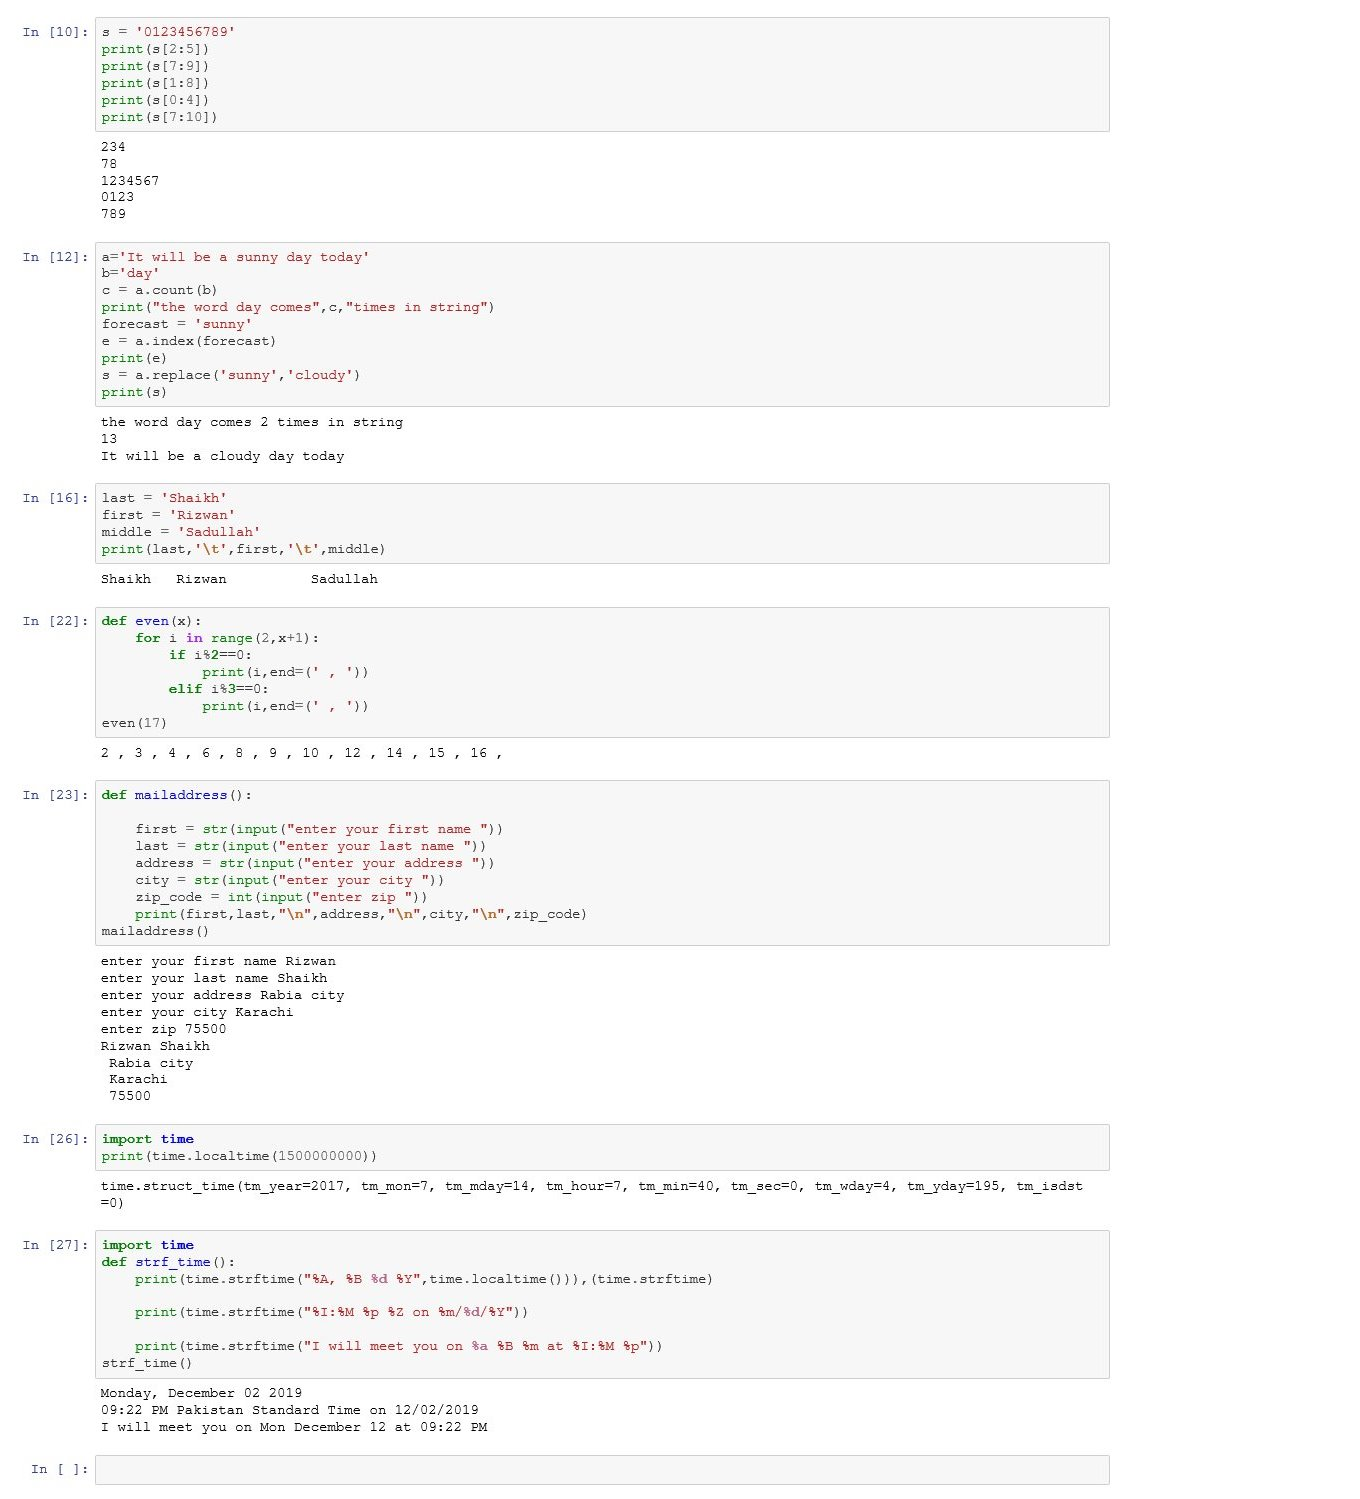 In [10]: s = '0123456789'
print(s[2:5])
print(s[7:9])
print(s[1:8])
print(s[0:4])
print(s[7:10])
234
78
1234567
0123
789
In [12]: a='It will be a sunny day today'
b='day'
c = a.count(b)
print("the word day comes",c,"times in string")
forecast = 'sunny'
e = a.index(forecast)
print(e)
s = a.replace('sunny','cloudy')
print(s)
the word day comes 2 times in string
13
It will be a cloudy day today
In [16]: last = 'Shaikh'
first = 'Rizwan'
middle = 'Sadullah'
print(last,'\t',first,'\t',middle)
Shaikh   Rizwan          Sadullah
In [22]: def even(x):
    for i in range(2,x+1):
        if i%2==0:
            print(i,end=(' , '))
        elif i%3==0:
            print(i,end=(' , '))
even(17)
2 , 3 , 4 , 6 , 8 , 9 , 10 , 12 , 14 , 15 , 16 ,
In [23]: def mailaddress():
    first = str(input("enter your first name "))
    last = str(input("enter your last name "))
    address = str(input("enter your address "))
    city = str(input("enter your city "))
    zip_code = int(input("enter zip "))
    print(first,last,"\n",address,"\n",city,"\n",zip_code)
mailaddress()
enter your first name Rizwan
enter your last name Shaikh
enter your address Rabia city
enter your city Karachi
enter zip 75500
Rizwan Shaikh
 Rabia city
 Karachi
 75500
In [26]: import time
print(time.localtime(1500000000))
time.struct_time(tm_year=2017, tm_mon=7, tm_mday=14, tm_hour=7, tm_min=40, tm_sec=0, tm_wday=4, tm_yday=195, tm_isdst
=0)
In [27]: import time
def strf_time():
    print(time.strftime("%A, %B %d %Y",time.localtime())),(time.strftime)
    print(time.strftime("%I:%M %p %Z on %m/%d/%Y"))
    print(time.strftime("I will meet you on %a %B %m at %I:%M %p"))
strf_time()
Monday, December 02 2019
09:22 PM Pakistan Standard Time on 12/02/2019
I will meet you on Mon December 12 at 09:22 PM
In [ ]: